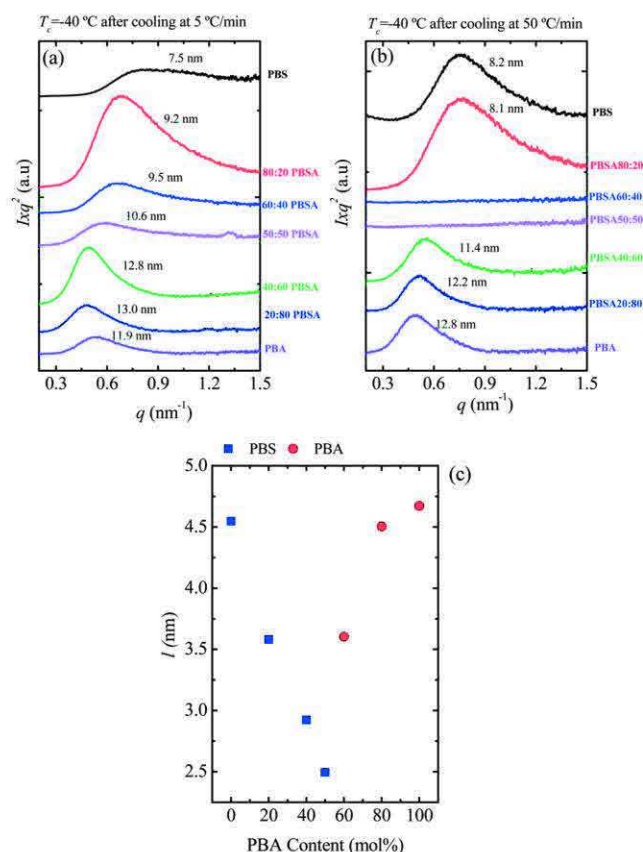 T_c=-40 ºC after cooling at 5 ºC/min
(a)
7.5 nm
PBS
9.2 nm
80:20 PBSA
9.5 nm
60:40 PBSA
10.6 nm
50:50 PBSA
12.8 nm
40:60 PBSA
13.0 nm
20:80 PBSA
11.9 nm
PBA
Ixq² (a.u)
0.3 0.6 0.9 1.2 1.5
q (nm⁻¹)
T_c=-40 ºC after cooling at 50 ºC/min
(b)
8.2 nm
PBS
8.1 nm
PBSA80:20
PBSA60:40
PBSA50:50
11.4 nm
PBSA40:60
12.2 nm
PBSA20:80
12.8 nm
PBA
Ixq² (a.u)
0.3 0.6 0.9 1.2 1.5
q (nm⁻¹)
PBS PBA
(c)
5.0
4.5
4.0
3.5
3.0
2.5
l (nm)
0 20 40 60 80 100
PBA Content (mol%)